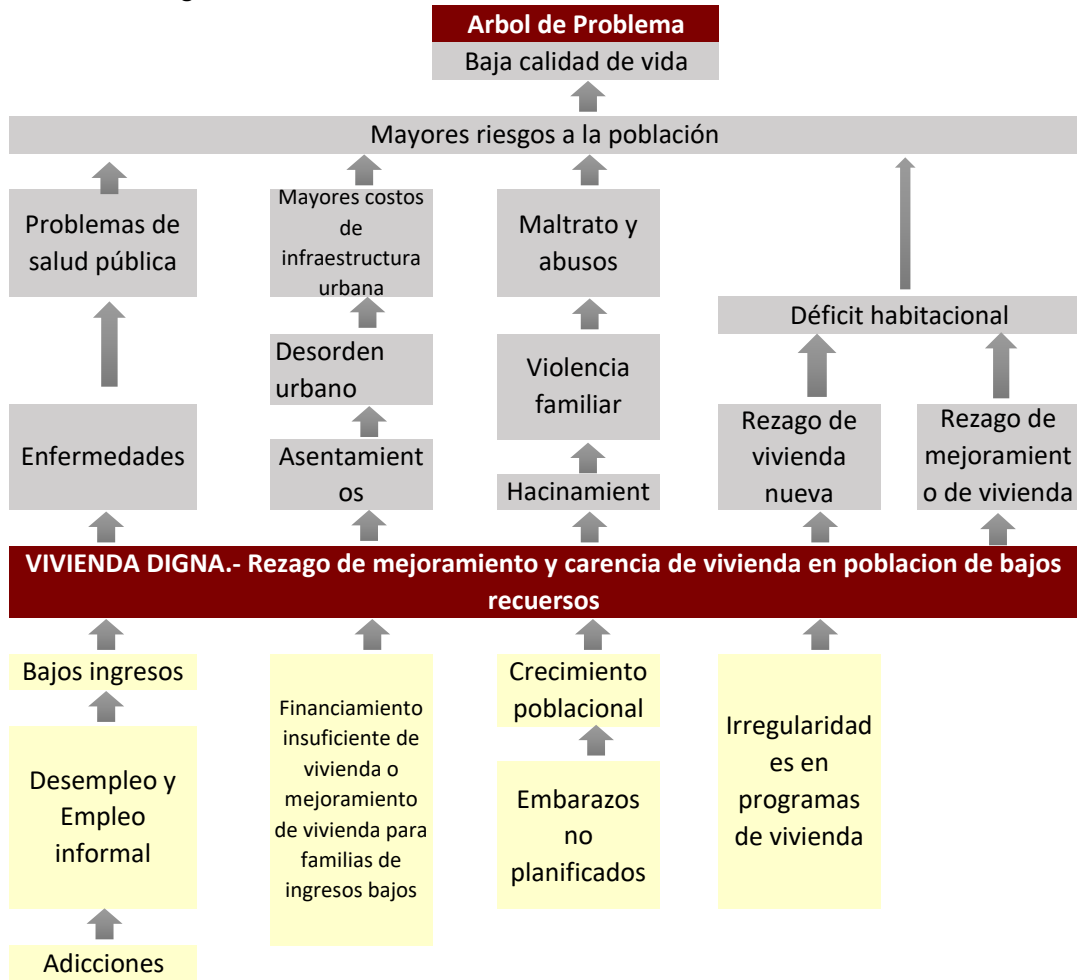 Arbol de Problema
Baja calidad de vida
Mayores riesgos a la población
Problemas de
salud pública
Mayores costos
de
infraestructura
urbana
Maltrato y
abusos
Déficit habitacional
Desorden
urbano
Violencia
familiar
Enfermedades
Asentamient
os
Hacinamient
Rezago de
vivienda
nueva
Rezago de
mejoramient
o de vivienda
VIVIENDA DIGNA.- Rezago de mejoramiento y carencia de vivienda en poblacion de bajos
recuersos
Bajos ingresos
Desempleo y
Empleo
informal
Adicciones
Financiamiento
insuficiente de
vivienda o
mejoramiento
de vivienda para
familias de
ingresos bajos
Crecimiento
poblacional
Embarazos
no
planificados
Irregularidad
es en
programas
de vivienda